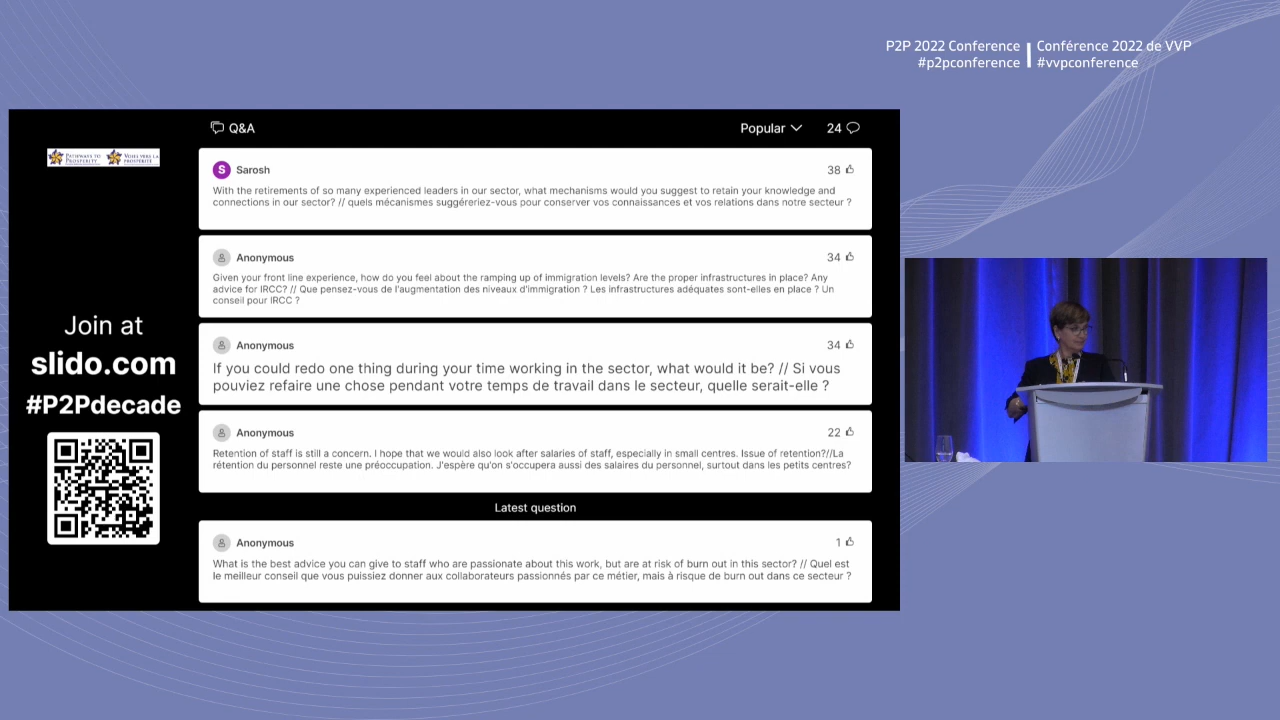 P2P 2022 Conference
#p2pconference
Conférence 2022 de VVP
#vvpconference
Q&A
Popular
24
PATHWAYS TO
PROSPERITY
VOIES VERS LA
PROSPÉRITÉ
Join at
slido.com
#P2Pdecade
S
Sarosh
38
With the retirements of so many experienced leaders in our sector, what mechanisms would you suggest to retain your knowledge and
connections in our sector? // quels mécanismes suggéreriez-vous pour conserver vos connaissances et vos relations dans notre secteur ?
Anonymous
34
Given your front line experience, how do you feel about the ramping up of immigration levels? Are the proper infrastructures in place? Any
advice for IRCC? // Que pensez-vous de l'augmentation des niveaux d'immigration ? Les infrastructures adéquates sont-elles en place ? Un
conseil pour IRCC ?
Anonymous
34
If you could redo one thing during your time working in the sector, what would it be? // Si vous
pouviez refaire une chose pendant votre temps de travail dans le secteur, quelle serait-elle ?
Anonymous
22
Retention of staff is still a concern. I hope that we would also look after salaries of staff, especially in small centres. Issue of retention?//La
rétention du personnel reste une préoccupation. J'espère qu'on s'occupera aussi des salaires du personnel, surtout dans les petits centres?
Latest question
Anonymous
1
What is the best advice you can give to staff who are passionate about this work, but are at risk of burn out in this sector? // Quel est
le meilleur conseil que vous puissiez donner aux collaborateurs passionnés par ce métier, mais à risque de burn out dans ce secteur ?